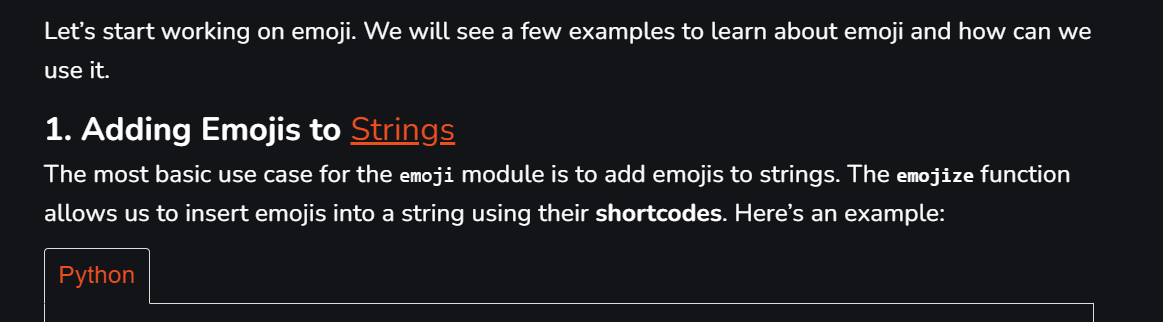 Let’s start working on emoji. We will see a few examples to learn about emoji and how can we
use it.
1. Adding Emojis to Strings
The most basic use case for the emoji module is to add emojis to strings. The emojize function
allows us to insert emojis into a string using their shortcodes. Here’s an example:
Python